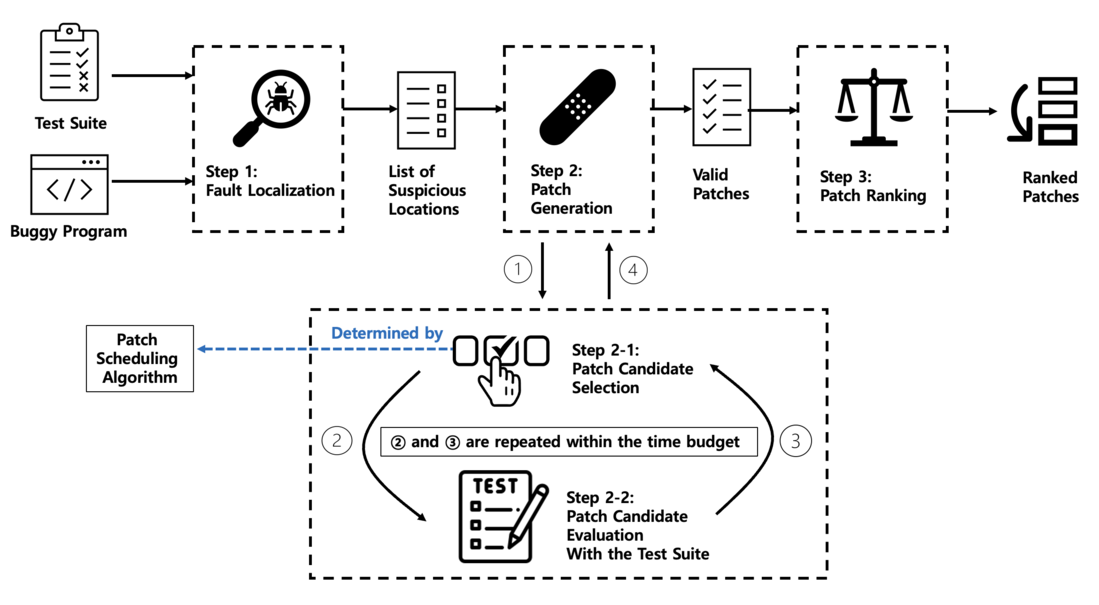 Test Suite
Buggy Program
</>
Step 1:
Fault Localization
List of
Suspicious
Locations
Step 2:
Patch
Generation
Valid
Patches
Step 3:
Patch Ranking
Ranked
Patches
①
④
Patch
Scheduling
Algorithm
Determined by
Step 2-1:
Patch Candidate
Selection
②
② and ③ are repeated within the time budget
③
TEST
Step 2-2:
Patch Candidate
Evaluation
With the Test Suite